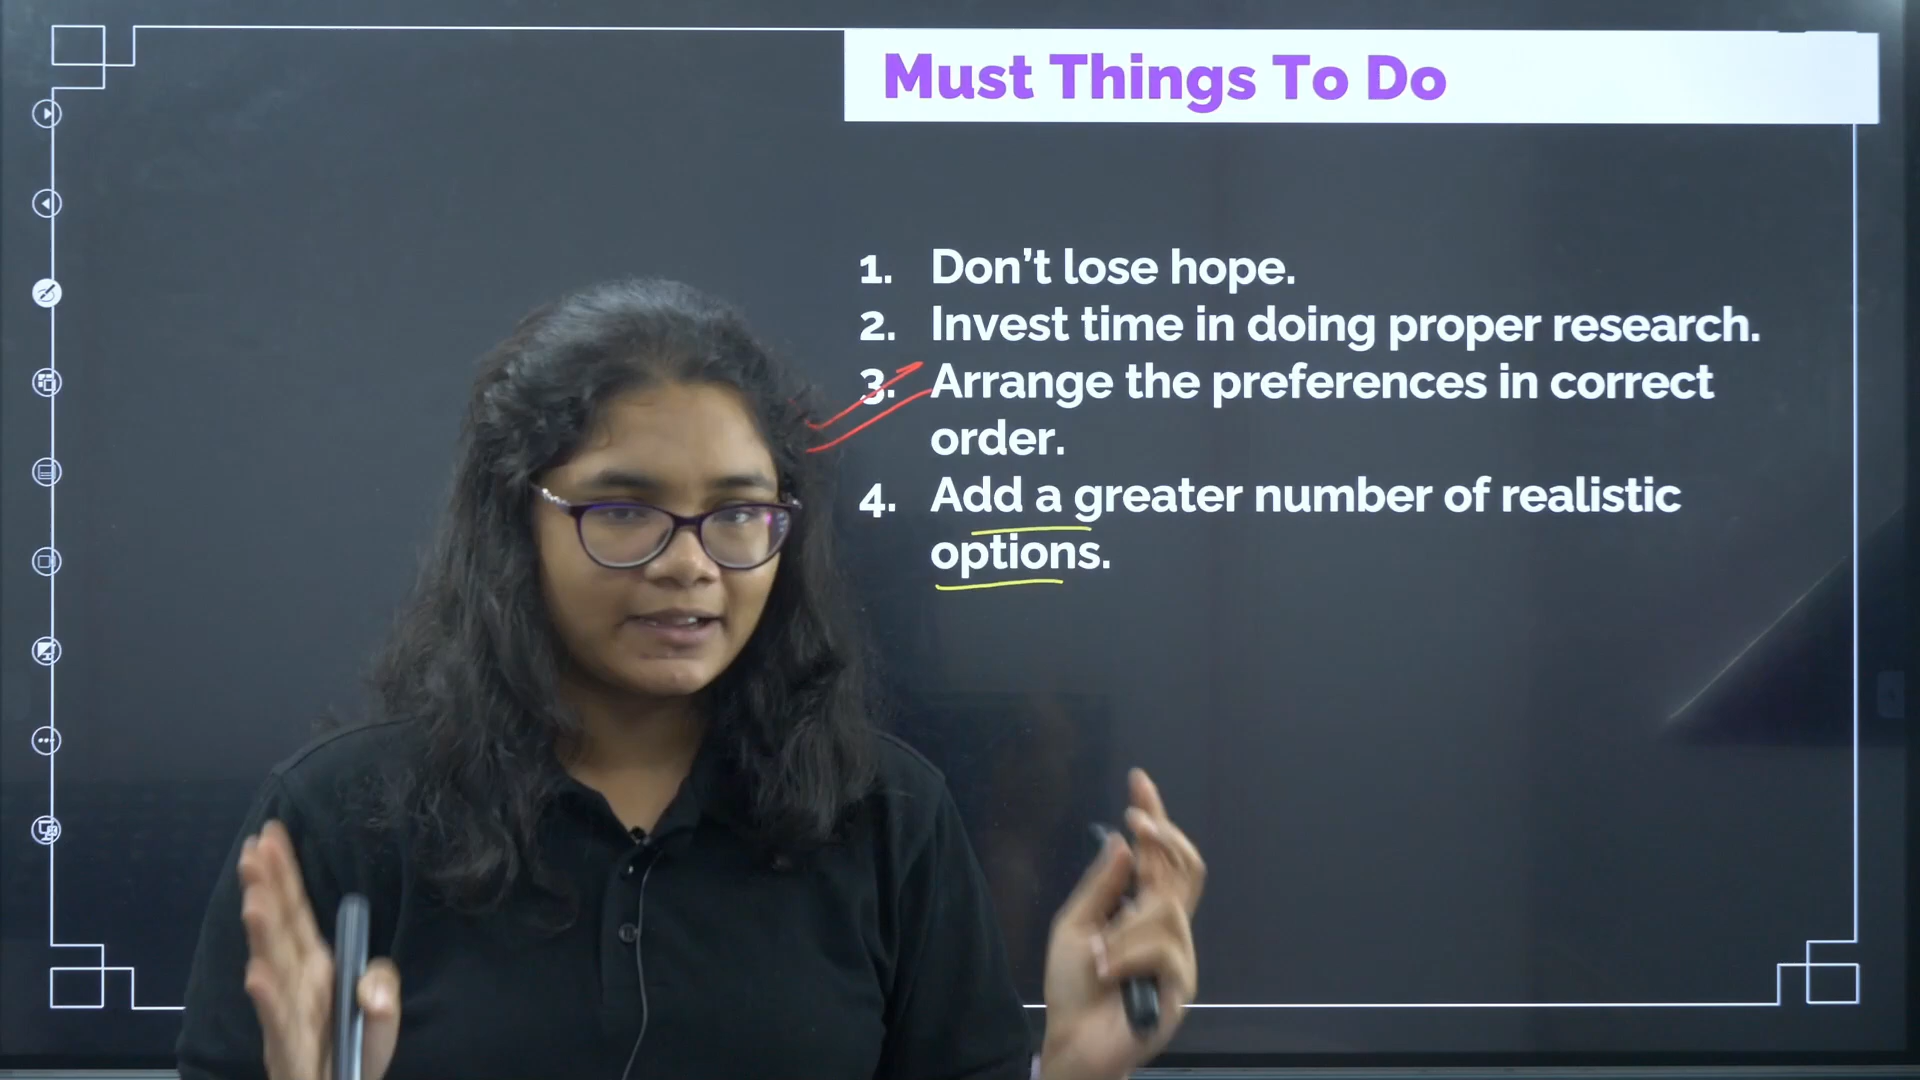 Must Things To Do
1. Don't lose hope.
2. Invest time in doing proper research.
3. Arrange the preferences in correct
order.
4. Add a greater number of realistic
options.